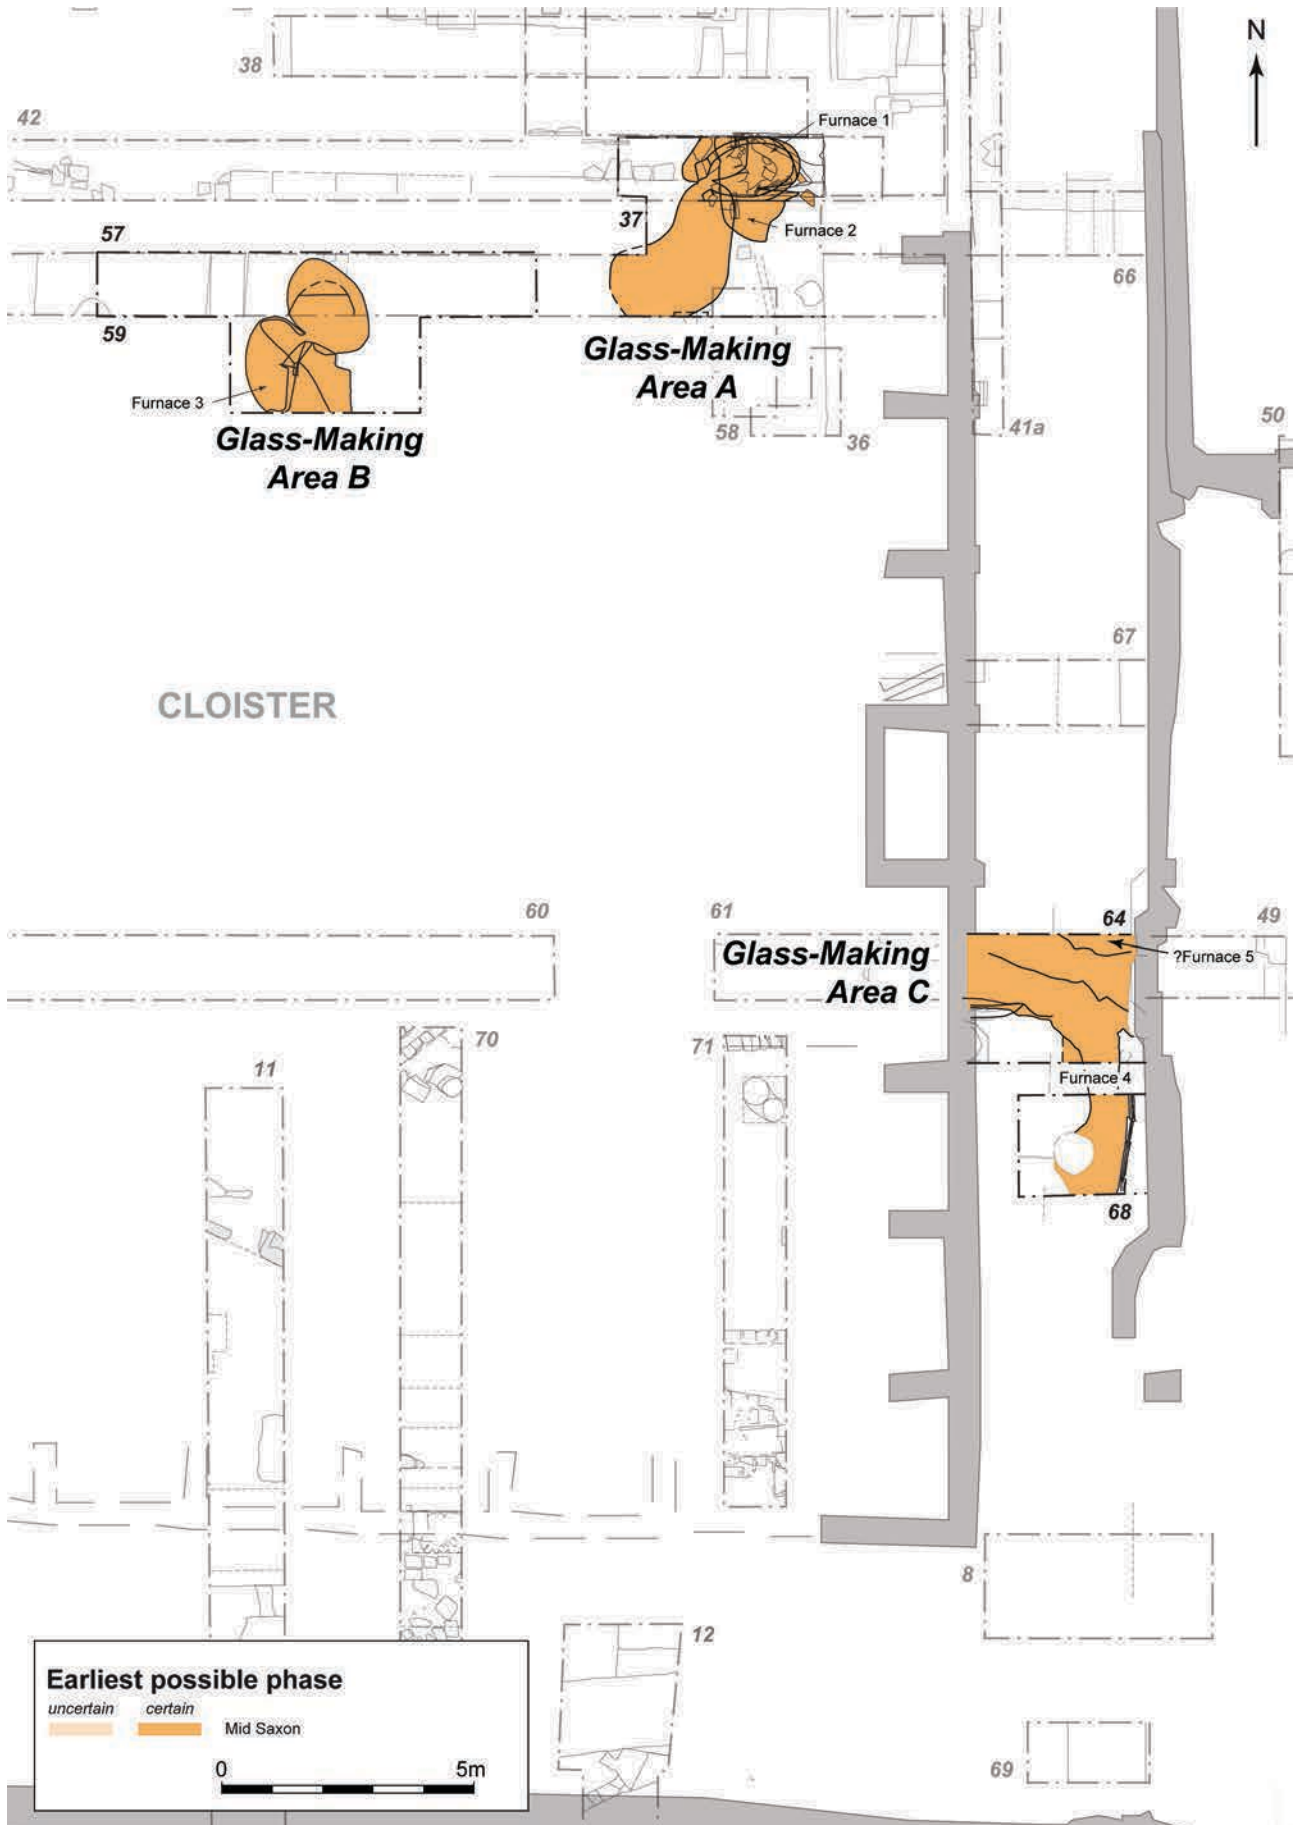 N
38
42
Furnace 1
37
Furnace 2
57
66
59
Glass-Making
Area A
Furnace 3
Glass-Making
Area B
58
36
41a
50
67
CLOISTER
60
61
64
49
Glass-Making
Area C
?Furnace 5
70
71
11
Furnace 4
68
8
12
Earliest possible phase
uncertain
certain
Mid Saxon
0
5m
69